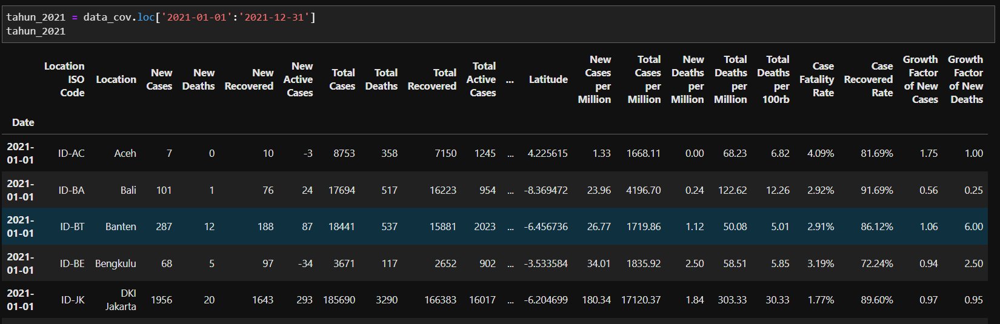 tahun_2021 = data_cov.loc['2021-01-01':'2021-12-31']
tahun_2021
Location ISO Code Location New Cases New Deaths New Recovered New Active Cases Total Cases Total Deaths Total Recovered Total Active Cases ... Latitude New Cases per Million Total Cases per Million New Deaths per Million Total Deaths per Million Total Deaths per 100rb Case Fatality Rate Case Recovered Rate Growth Factor of New Cases Growth Factor of New Deaths
Date
2021-01-01 ID-AC Aceh 7 0 10 -3 8753 358 7150 1245 ... 4.225615 1.33 1668.11 0.00 68.23 6.82 4.09% 81.69% 1.75 1.00
2021-01-01 ID-BA Bali 101 1 76 24 17694 517 16223 954 ... -8.369472 23.96 4196.70 0.24 122.62 12.26 2.92% 91.69% 0.56 0.25
2021-01-01 ID-BT Banten 287 12 188 87 18441 537 15881 2023 ... -6.456736 26.77 1719.86 1.12 50.08 5.01 2.91% 86.12% 1.06 6.00
2021-01-01 ID-BE Bengkulu 68 5 97 -34 3671 117 2652 902 ... -3.533584 34.01 1835.92 2.50 58.51 5.85 3.19% 72.24% 0.94 2.50
2021-01-01 ID-JK DKI Jakarta 1956 20 1643 293 185690 3290 166383 16017 ... -6.204699 180.34 17120.37 1.84 303.33 30.33 1.77% 89.60% 0.97 0.95